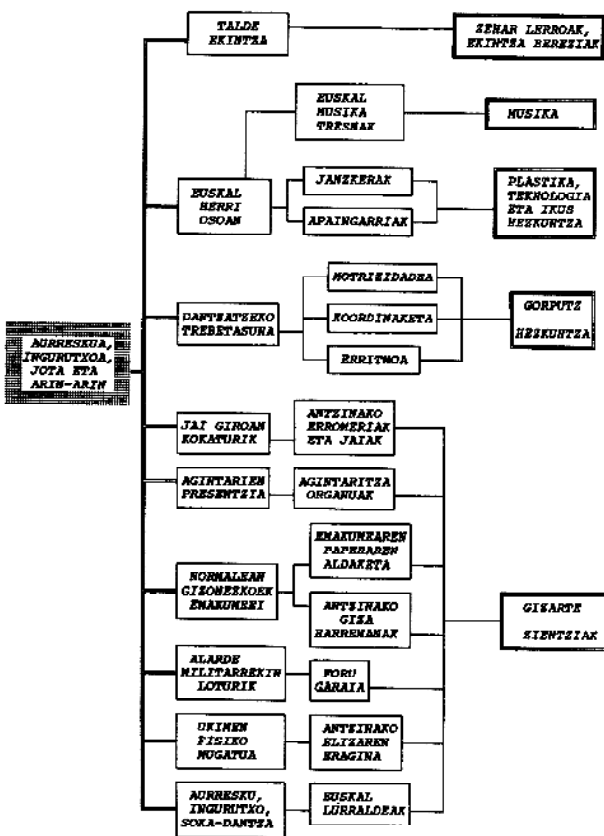 TALDE
EKINTZA
ZEHAR LERROAK,
EKINTZA BEREZIAK
EUSKAL
MUSIKA
TRESNAK
MUSIKA
EUSKAL
HERRI
OSOAN
JANZKERAK
APAINGARRIAK
PLASTIKA,
TEKNOLOGIA
ETA IKUS
HEZKUNTZA
DANTZATZEKO
TREBETASUNA
MOTRIZIDADEA
KOORDINAKETA
ERRITMOA
GORPUTZ
HEZKUNTZA
AURRESKUA,
INGURUTXOA,
JOTA ETA
ARIN-ARIN
JAI GIROAN
KOKATURIK
ANTZINAKO
ERROMERIAK
ETA JAIAK
AGINTARIEN
PRESENTZIA
AGINTARITZA
ORGANUAK
NORMALEAN
GIZONEZKOEK
EMAKUMEEI
EMAKUMEAREN
PAPERAREN
ALDAKETA
ANTZINAKO
GIZA
HARREMANAK
GIZARTE
ZIENTZIAK
ALARDE
MILITARREKIN
LOTURIK
FORU
GARAIA
UKIMEN
FISIKO
MUGATUA
ANTZINAKO
ELIZAREN
ERAGINA
AURRESKU,
INGURUTXO,
SOKA-DANTZA
EUSKAL
LURRALDEAK